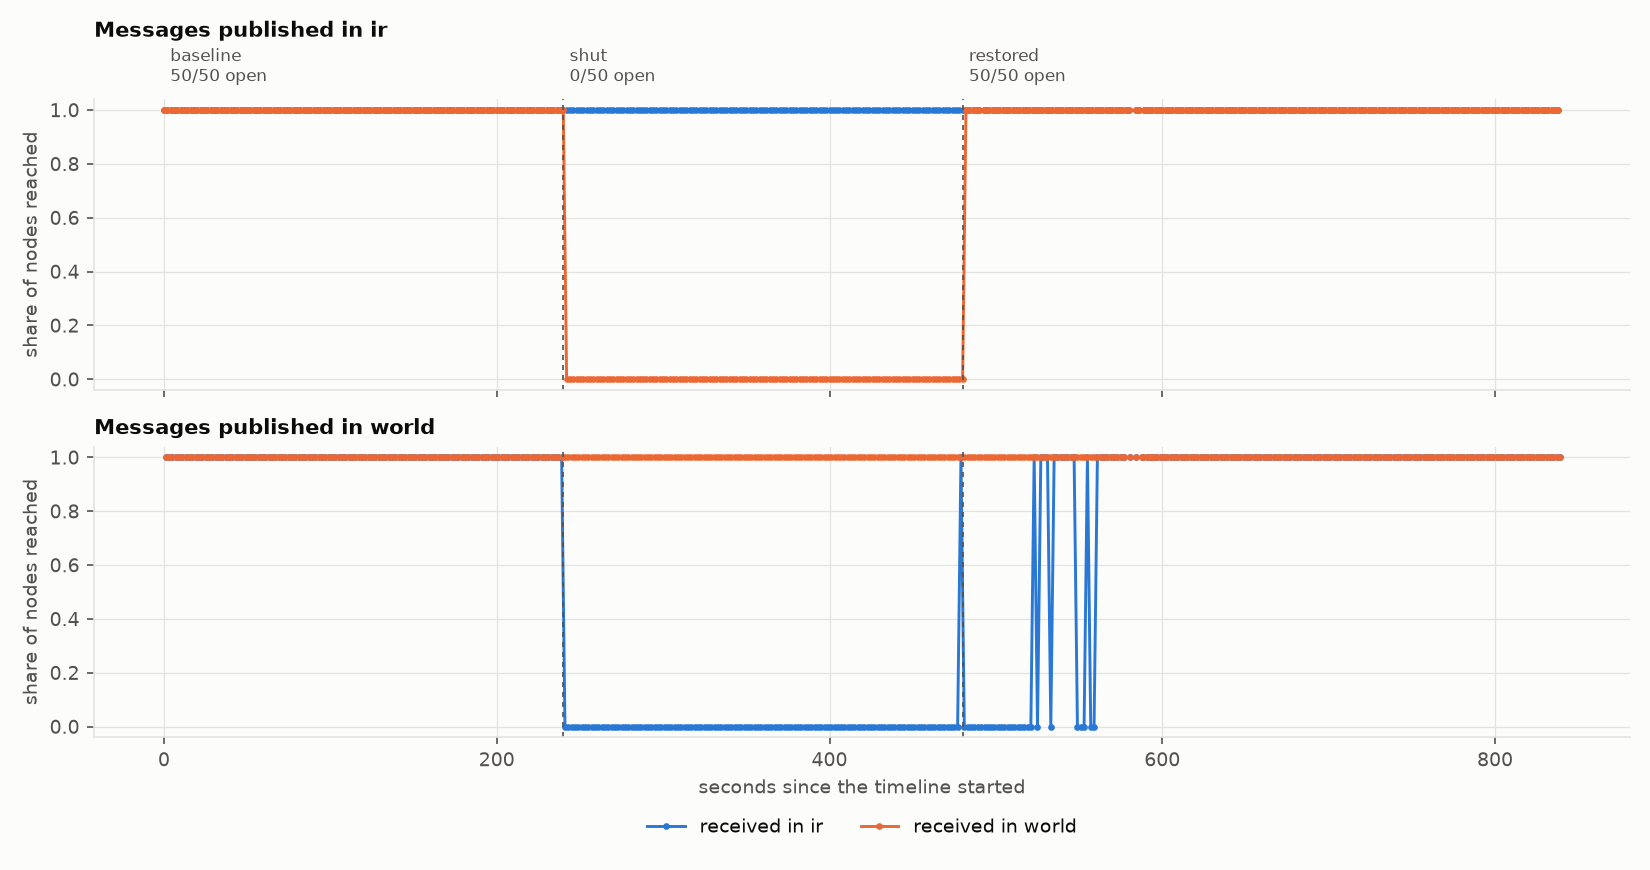 Messages published in ir
baseline
50/50 open
shut
0/50 open
restored
50/50 open
share of nodes reached
1.0
0.8
0.6
0.4
0.2
0.0
Messages published in world
share of nodes reached
1.0
0.8
0.6
0.4
0.2
0.0
0 200 400 600 800
seconds since the timeline started
received in ir received in world